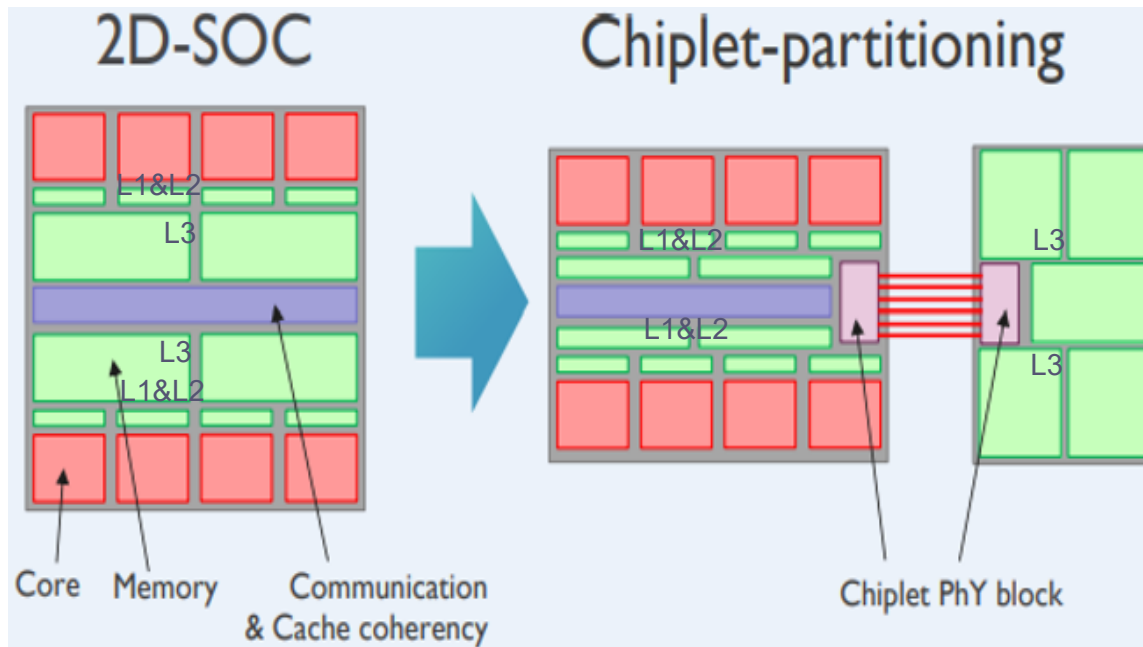 2D-SOC
Chiplet-partitioning
L1&L2
L3
L3
L1&L2
L1&L2
L1&L2
L3
L3
Core
Memory
Communication
& Cache coherency
Chiplet PhY block